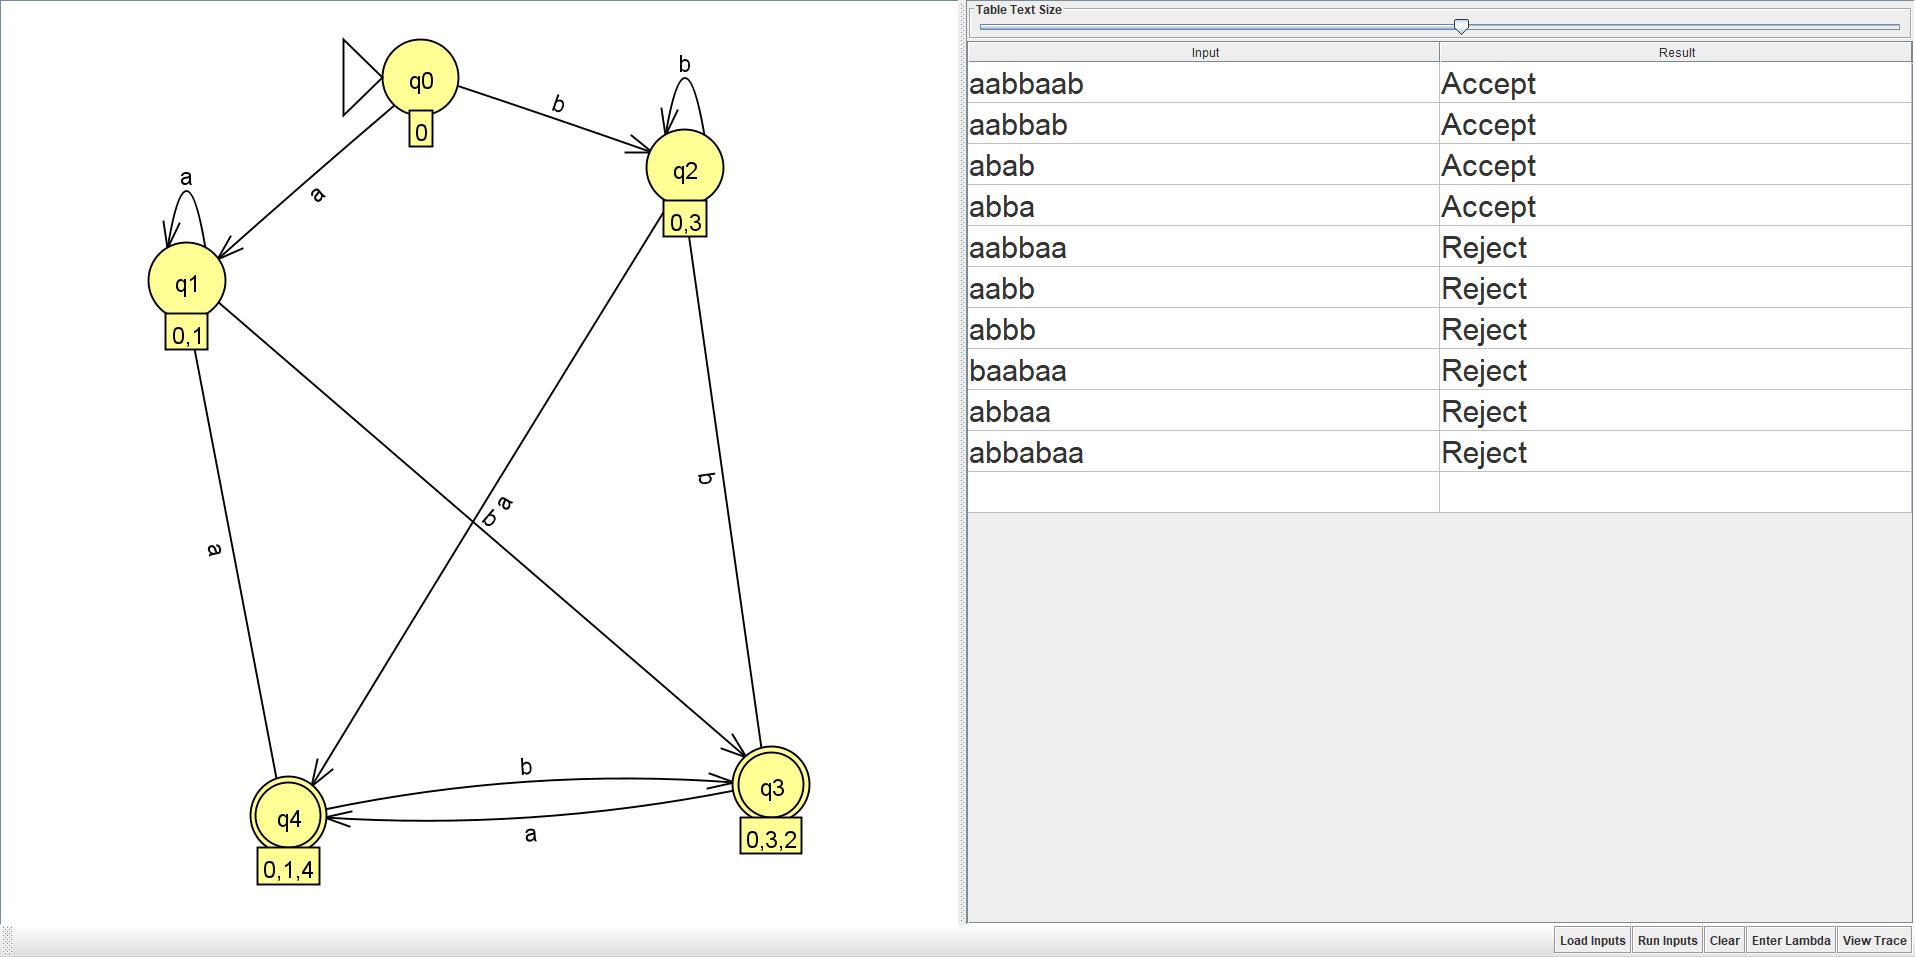 q0
0
b
b
q2
0,3
a
a
q1
0,1
a
b
b
a
b
q3
0,3,2
a
q4
0,1,4
Table Text Size
Input Result
aabbaab Accept
aabbab Accept
abab Accept
abba Accept
aabbaa Reject
aabb Reject
abbb Reject
baabaa Reject
abbaa Reject
abbabaa Reject
Load Inputs Run Inputs Clear Enter Lambda View Trace